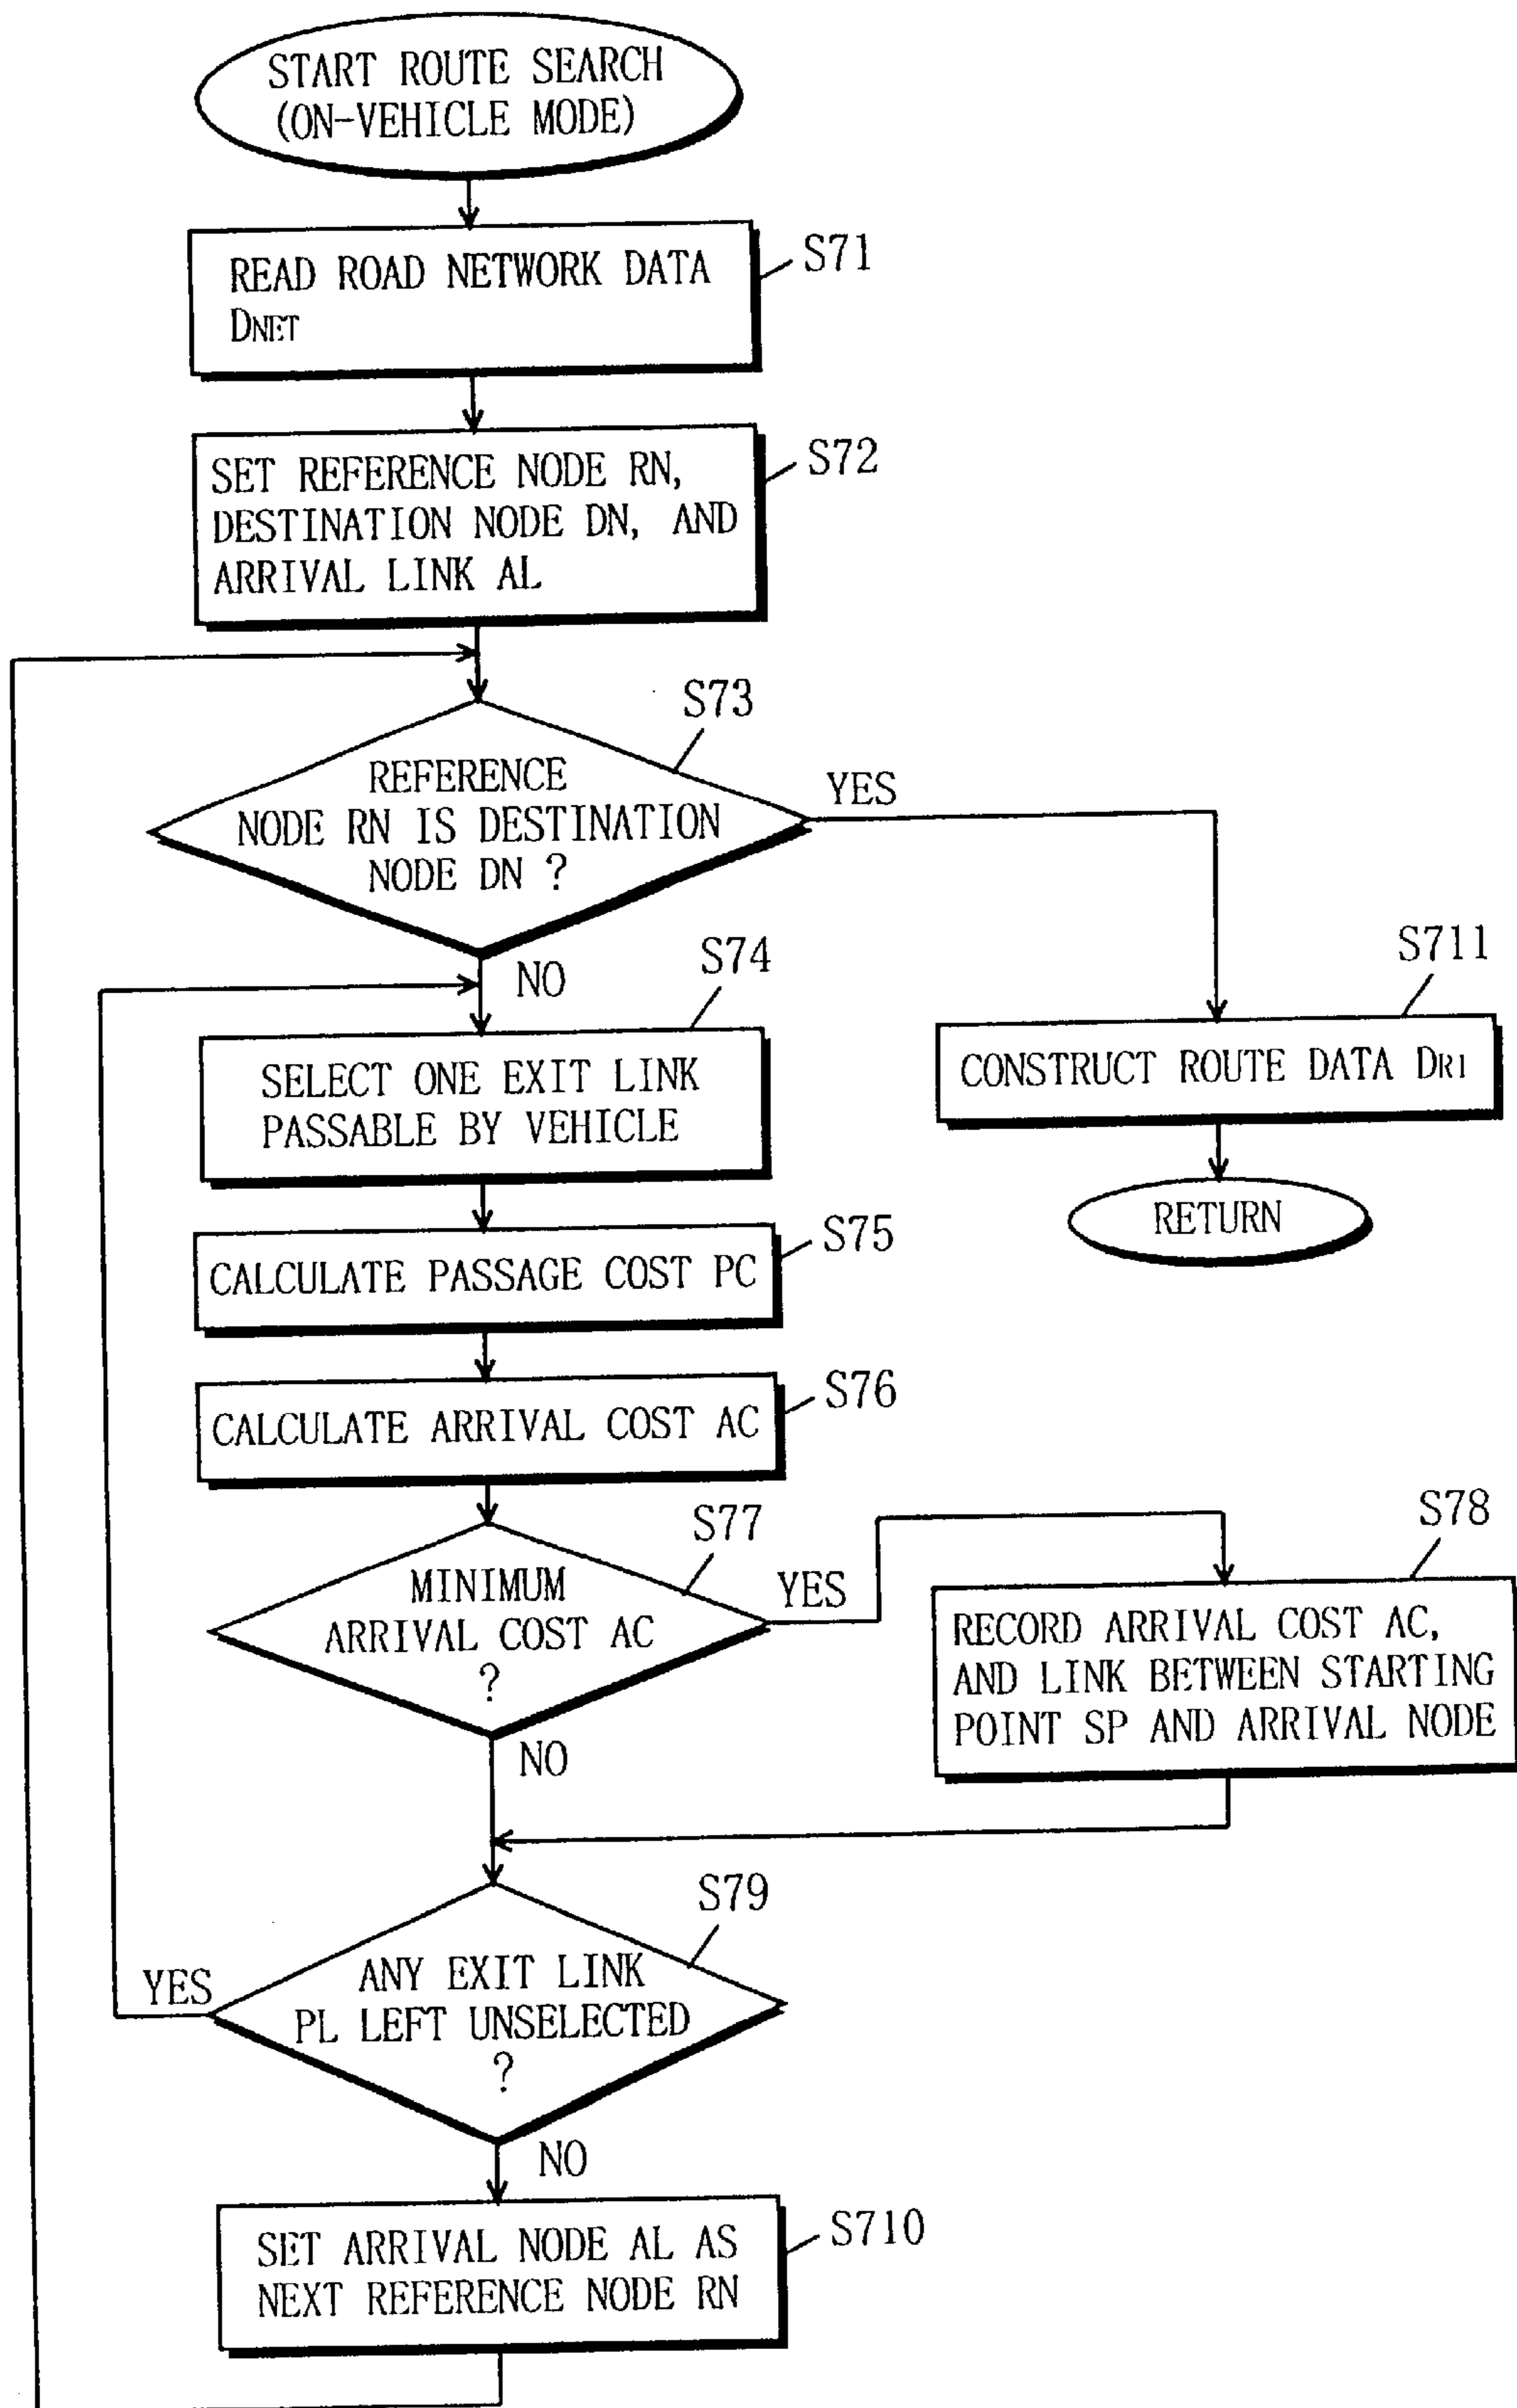 START ROUTE SEARCH
(ON-VEHICLE MODE)
S71
READ ROAD NETWORK DATA
DNET
S72
SET REFERENCE NODE RN,
DESTINATION NODE DN, AND
ARRIVAL LINK AL
S73
REFERENCE
NODE RN IS DESTINATION
NODE DN ?
YES
NO
S74
SELECT ONE EXIT LINK
PASSABLE BY VEHICLE
S711
CONSTRUCT ROUTE DATA DR1
RETURN
S75
CALCULATE PASSAGE COST PC
S76
CALCULATE ARRIVAL COST AC
S77
MINIMUM
ARRIVAL COST AC
?
YES
NO
S78
RECORD ARRIVAL COST AC,
AND LINK BETWEEN STARTING
POINT SP AND ARRIVAL NODE
S79
ANY EXIT LINK
PL LEFT UNSELECTED
?
YES
NO
S710
SET ARRIVAL NODE AL AS
NEXT REFERENCE NODE RN